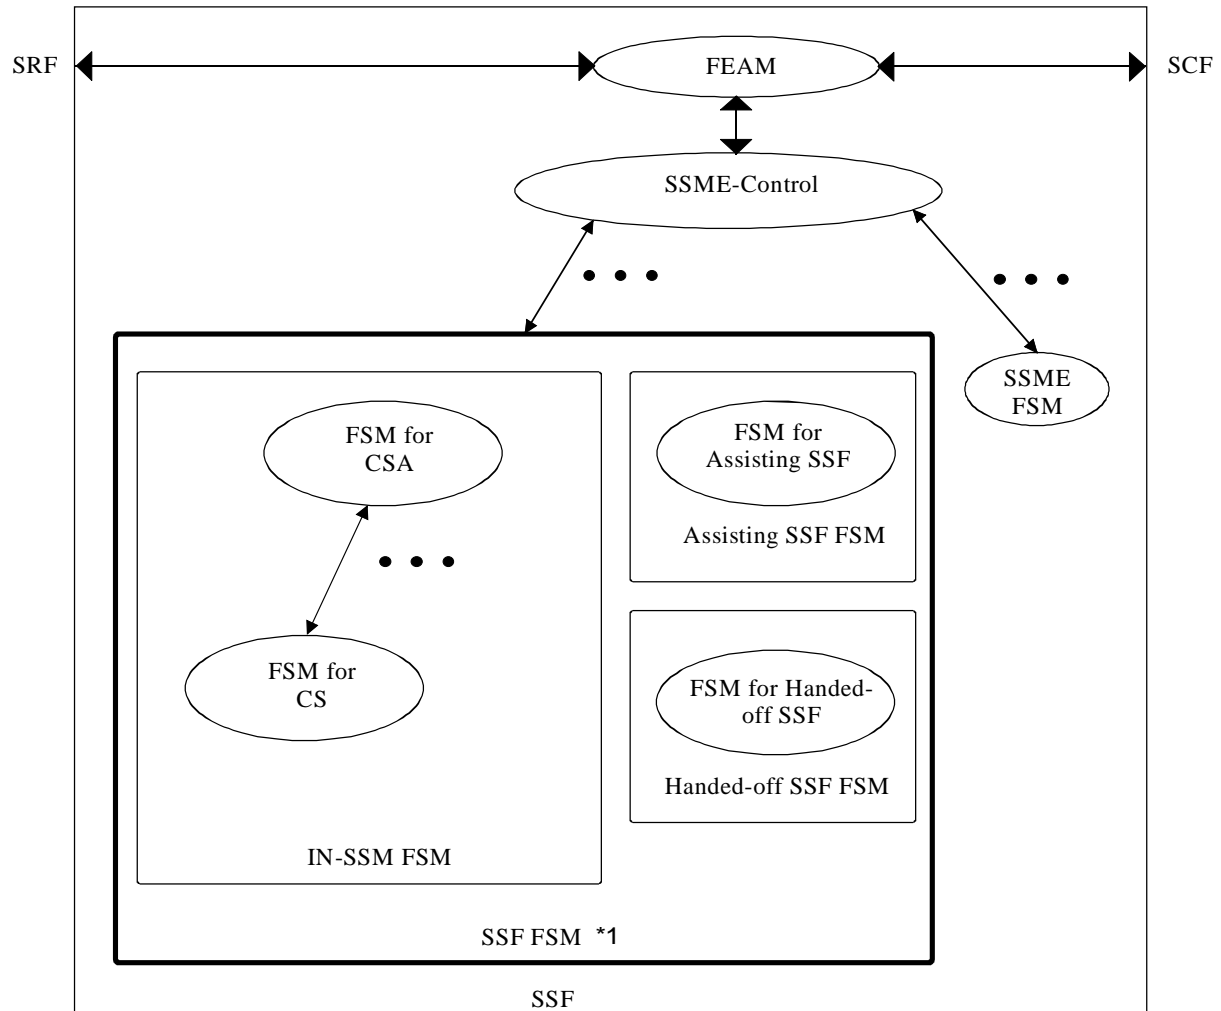 SRF
FEAM
SCF
SSME-Control
SSME
FSM
FSM for
CSA
FSM for
Assisting SSF
Assisting SSF FSM
FSM for
CS
FSM for Handed-
off SSF
Handed-off SSF FSM
IN-SSM FSM
SSF FSM *1
SSF